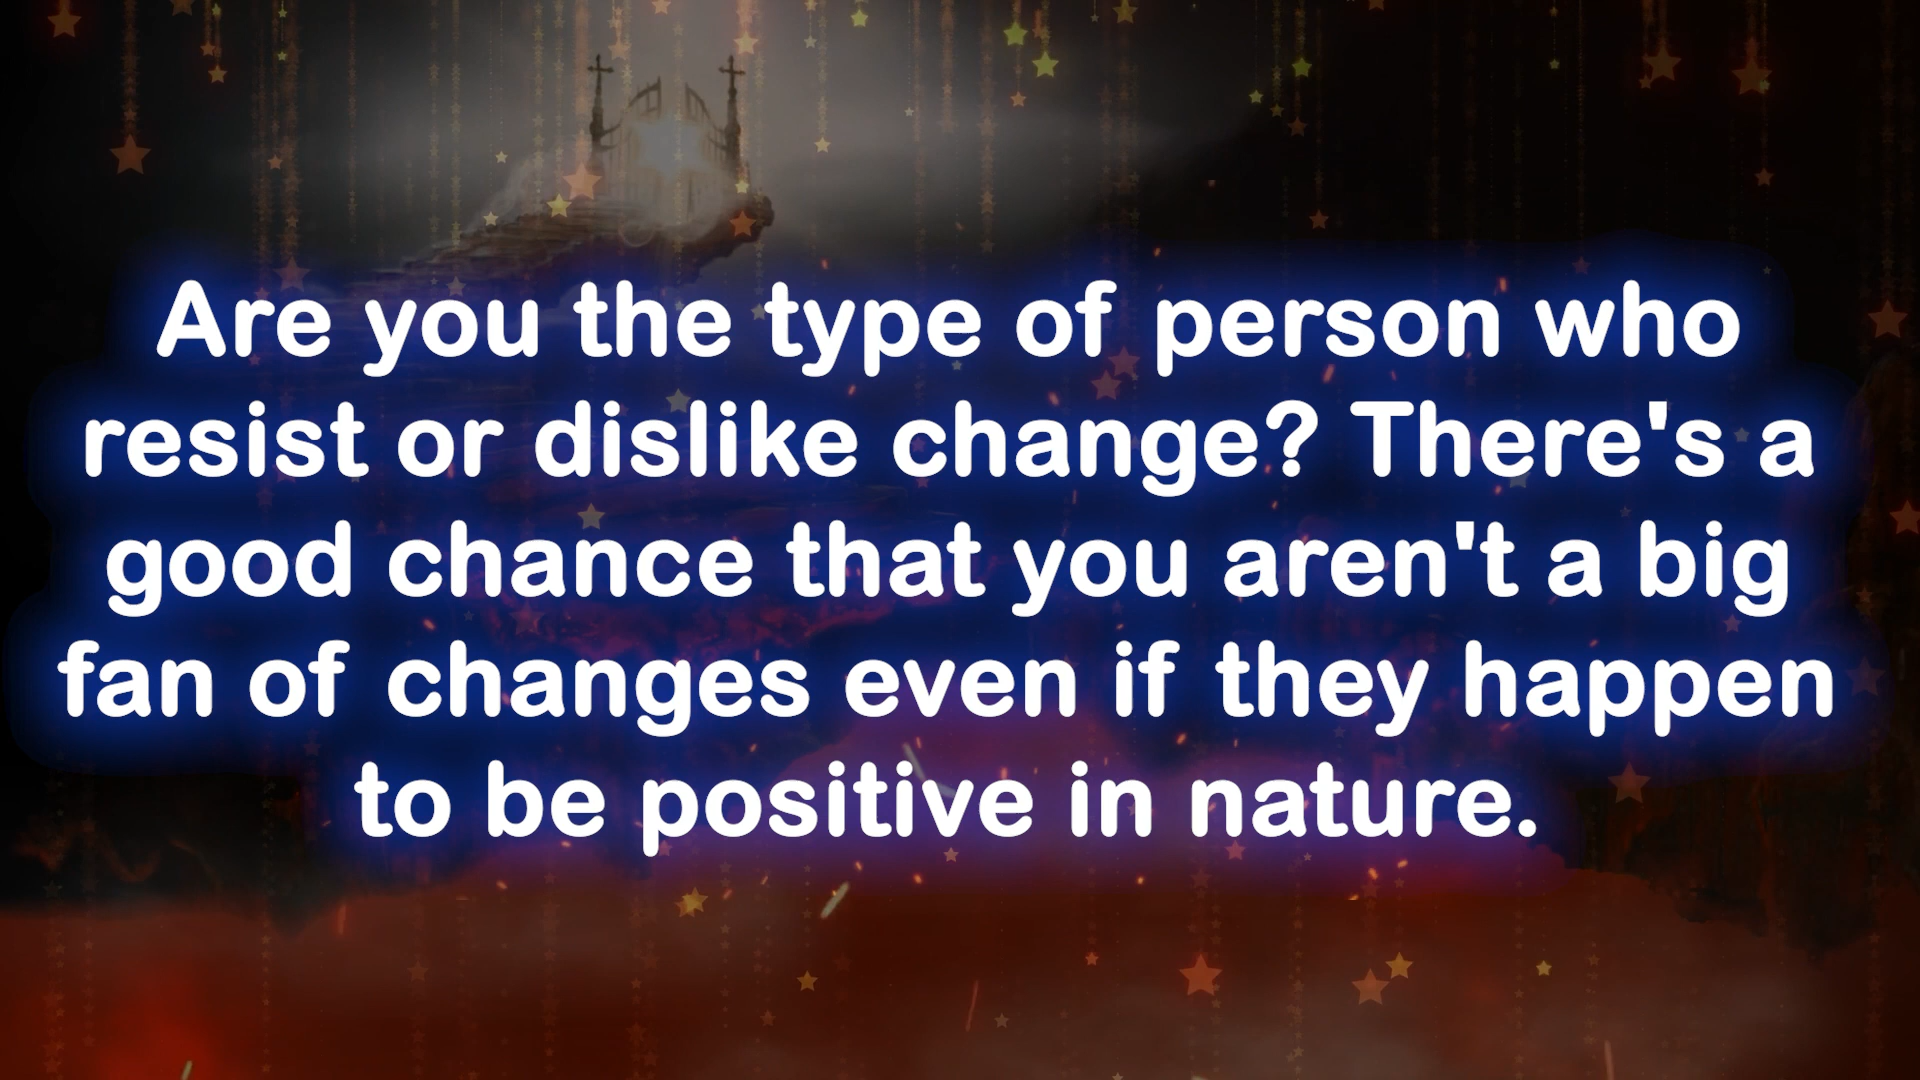 Are you the type of person who
resist or dislike change? There's a
good chance that you aren't a big
fan of changes even if they happen
to be positive in nature.